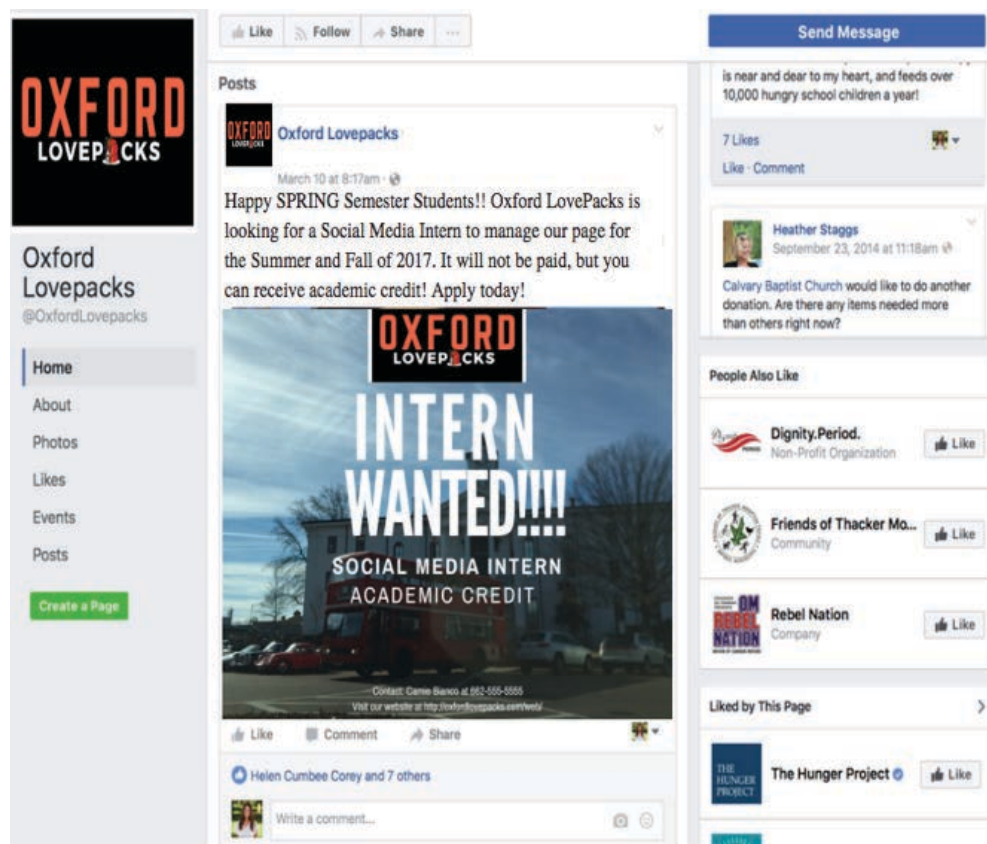 OXFORD
LOVEPACKS
Oxford
Lovepacks
@OxfordLovepacks
Home
About
Photos
Likes
Events
Posts
Create a Page
Like
Follow
Share
...
Posts
OXFORD
LOVEPACKS
Oxford Lovepacks
March 10 at 8:17am ·
Happy SPRING Semester Students!! Oxford LovePacks is
looking for a Social Media Intern to manage our page for
the Summer and Fall of 2017. It will not be paid, but you
can receive academic credit! Apply today!
OXFORD
LOVEPACKS
INTERN
WANTED!!!!
SOCIAL MEDIA INTERN
ACADEMIC CREDIT
Contact: Camie Bianco at 662-555-5555
Visit our website at http://oxfordlovepacks.com/web/
Like
Comment
Share
Helen Cumbee Corey and 7 others
Write a comment...
Send Message
is near and dear to my heart, and feeds over
10,000 hungry school children a year!
7 Likes
Like · Comment
Heather Staggs
September 23, 2014 at 11:18am
Calvary Baptist Church would like to do another
donation. Are there any items needed more
than others right now?
People Also Like
Dignity.Period.
Non-Profit Organization
Like
Friends of Thacker Mo...
Community
Like
OM
REBEL
NATION
Rebel Nation
Company
Like
Liked by This Page
THE
HUNGER
PROJECT
The Hunger Project
Like